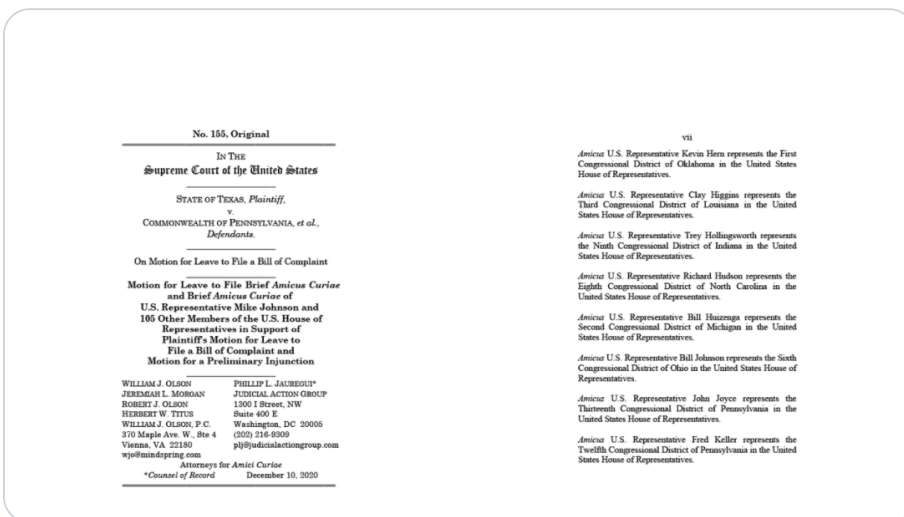 No. 155, Original
IN THE
Supreme Court of the United States
STATE OF TEXAS, Plaintiff,
v.
COMMONWEALTH OF PENNSYLVANIA, et al.,
Defendants.
On Motion for Leave to File a Bill of Complaint
Motion for Leave to File Brief Amicus Curiae
and Brief Amicus Curiae of
U.S. Representative Mike Johnson and
105 Other Members of the U.S. House of
Representatives in Support of
Plaintiff's Motion for Leave to
File a Bill of Complaint and
Motion for a Preliminary Injunction
WILLIAM J. OLSON
JEREMIAH L. MORGAN
ROBERT J. OLSON
HERBERT W. TITUS
WILLIAM J. OLSON, P.C.
370 Maple Ave. W., Ste 4
Vienna, VA 22180
wjo@mindspring.com
PHILLIP L. JAUREGUI*
JUDICIAL ACTION GROUP
1300 I Street, NW
Suite 400 E
Washington, DC 20005
(202) 216-9309
plj@judicialactiongroup.com
Attorneys for Amici Curiae
*Counsel of Record December 10, 2020
vii
Amicus U.S. Representative Kevin Hern represents the First
Congressional District of Oklahoma in the United States
House of Representatives.
Amicus U.S. Representative Clay Higgins represents the
Third Congressional District of Louisiana in the United
States House of Representatives.
Amicus U.S. Representative Trey Hollingsworth represents
the Ninth Congressional District of Indiana in the United
States House of Representatives.
Amicus U.S. Representative Richard Hudson represents the
Eighth Congressional District of North Carolina in the
United States House of Representatives.
Amicus U.S. Representative Bill Huizenga represents the
Second Congressional District of Michigan in the United
States House of Representatives.
Amicus U.S. Representative Bill Johnson represents the Sixth
Congressional District of Ohio in the United States House of
Representatives.
Amicus U.S. Representative John Joyce represents the
Thirteenth Congressional District of Pennsylvania in the
United States House of Representatives.
Amicus U.S. Representative Fred Keller represents the
Twelfth Congressional District of Pennsylvania in the United
States House of Representatives.